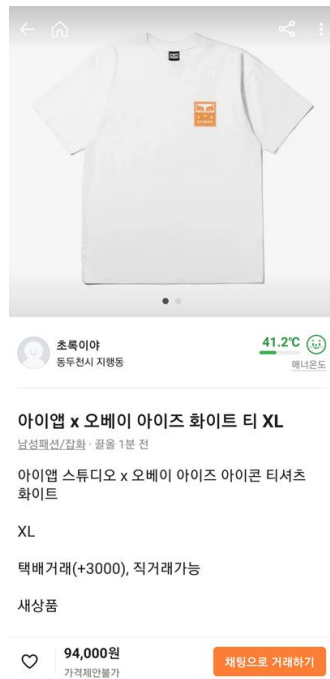 초록이야
동두천시 지행동
41.2℃
매너온도
아이앱 x 오베이 아이즈 화이트 티 XL
남성패션/잡화 · 끌올 1분 전
아이앱 스튜디오 x 오베이 아이즈 아이콘 티셔츠
화이트
XL
택배거래(+3000), 직거래가능
새상품
94,000원
가격제안불가
채팅으로 거래하기